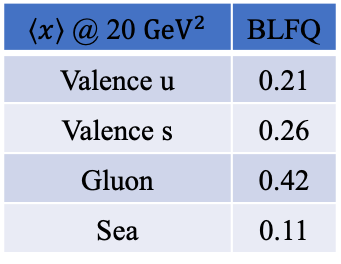 ⟨x⟩ @ 20 GeV² BLFQ
Valence u 0.21
Valence s 0.26
Gluon 0.42
Sea 0.11